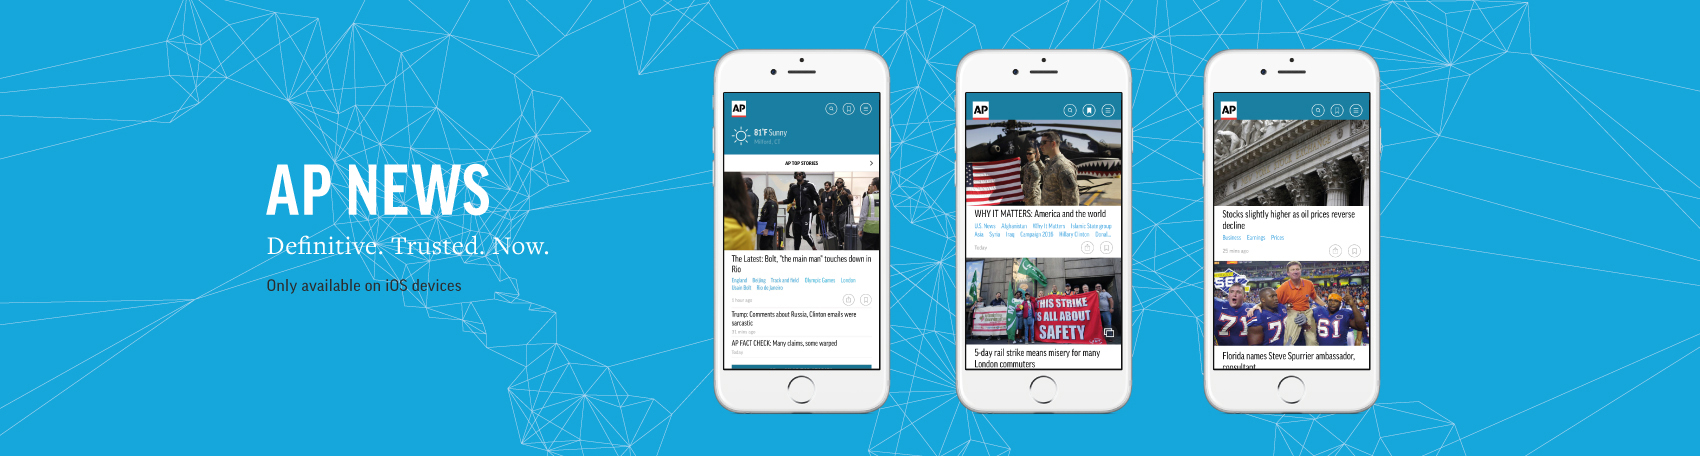 AP NEWS
Definitive. Trusted. Now.
Only available on iOS devices
AP
81°F Sunny
Milford, CT
AP TOP STORIES
The Latest: Bolt, "the main man" touches down in
Rio
England Beijing Track and field Olympic Games London
Usain Bolt Rio de Janeiro
1 hour ago
Trump: Comments about Russia, Clinton emails were
sarcastic
31 mins ago
AP FACT CHECK: Many claims, some warped
Today
AP
WHY IT MATTERS: America and the world
U.S. News Afghanistan Why It Matters Islamic State group
Asia Syria Iraq Campaign 2016 Hillary Clinton Donal...
Today
THIS STRIKE
IS ALL ABOUT
SAFETY
5-day rail strike means misery for many
London commuters
AP
Stocks slightly higher as oil prices reverse
decline
Business Earnings Prices
25 mins ago
SE
71
7
61
Florida names Steve Spurrier ambassador,
consultant